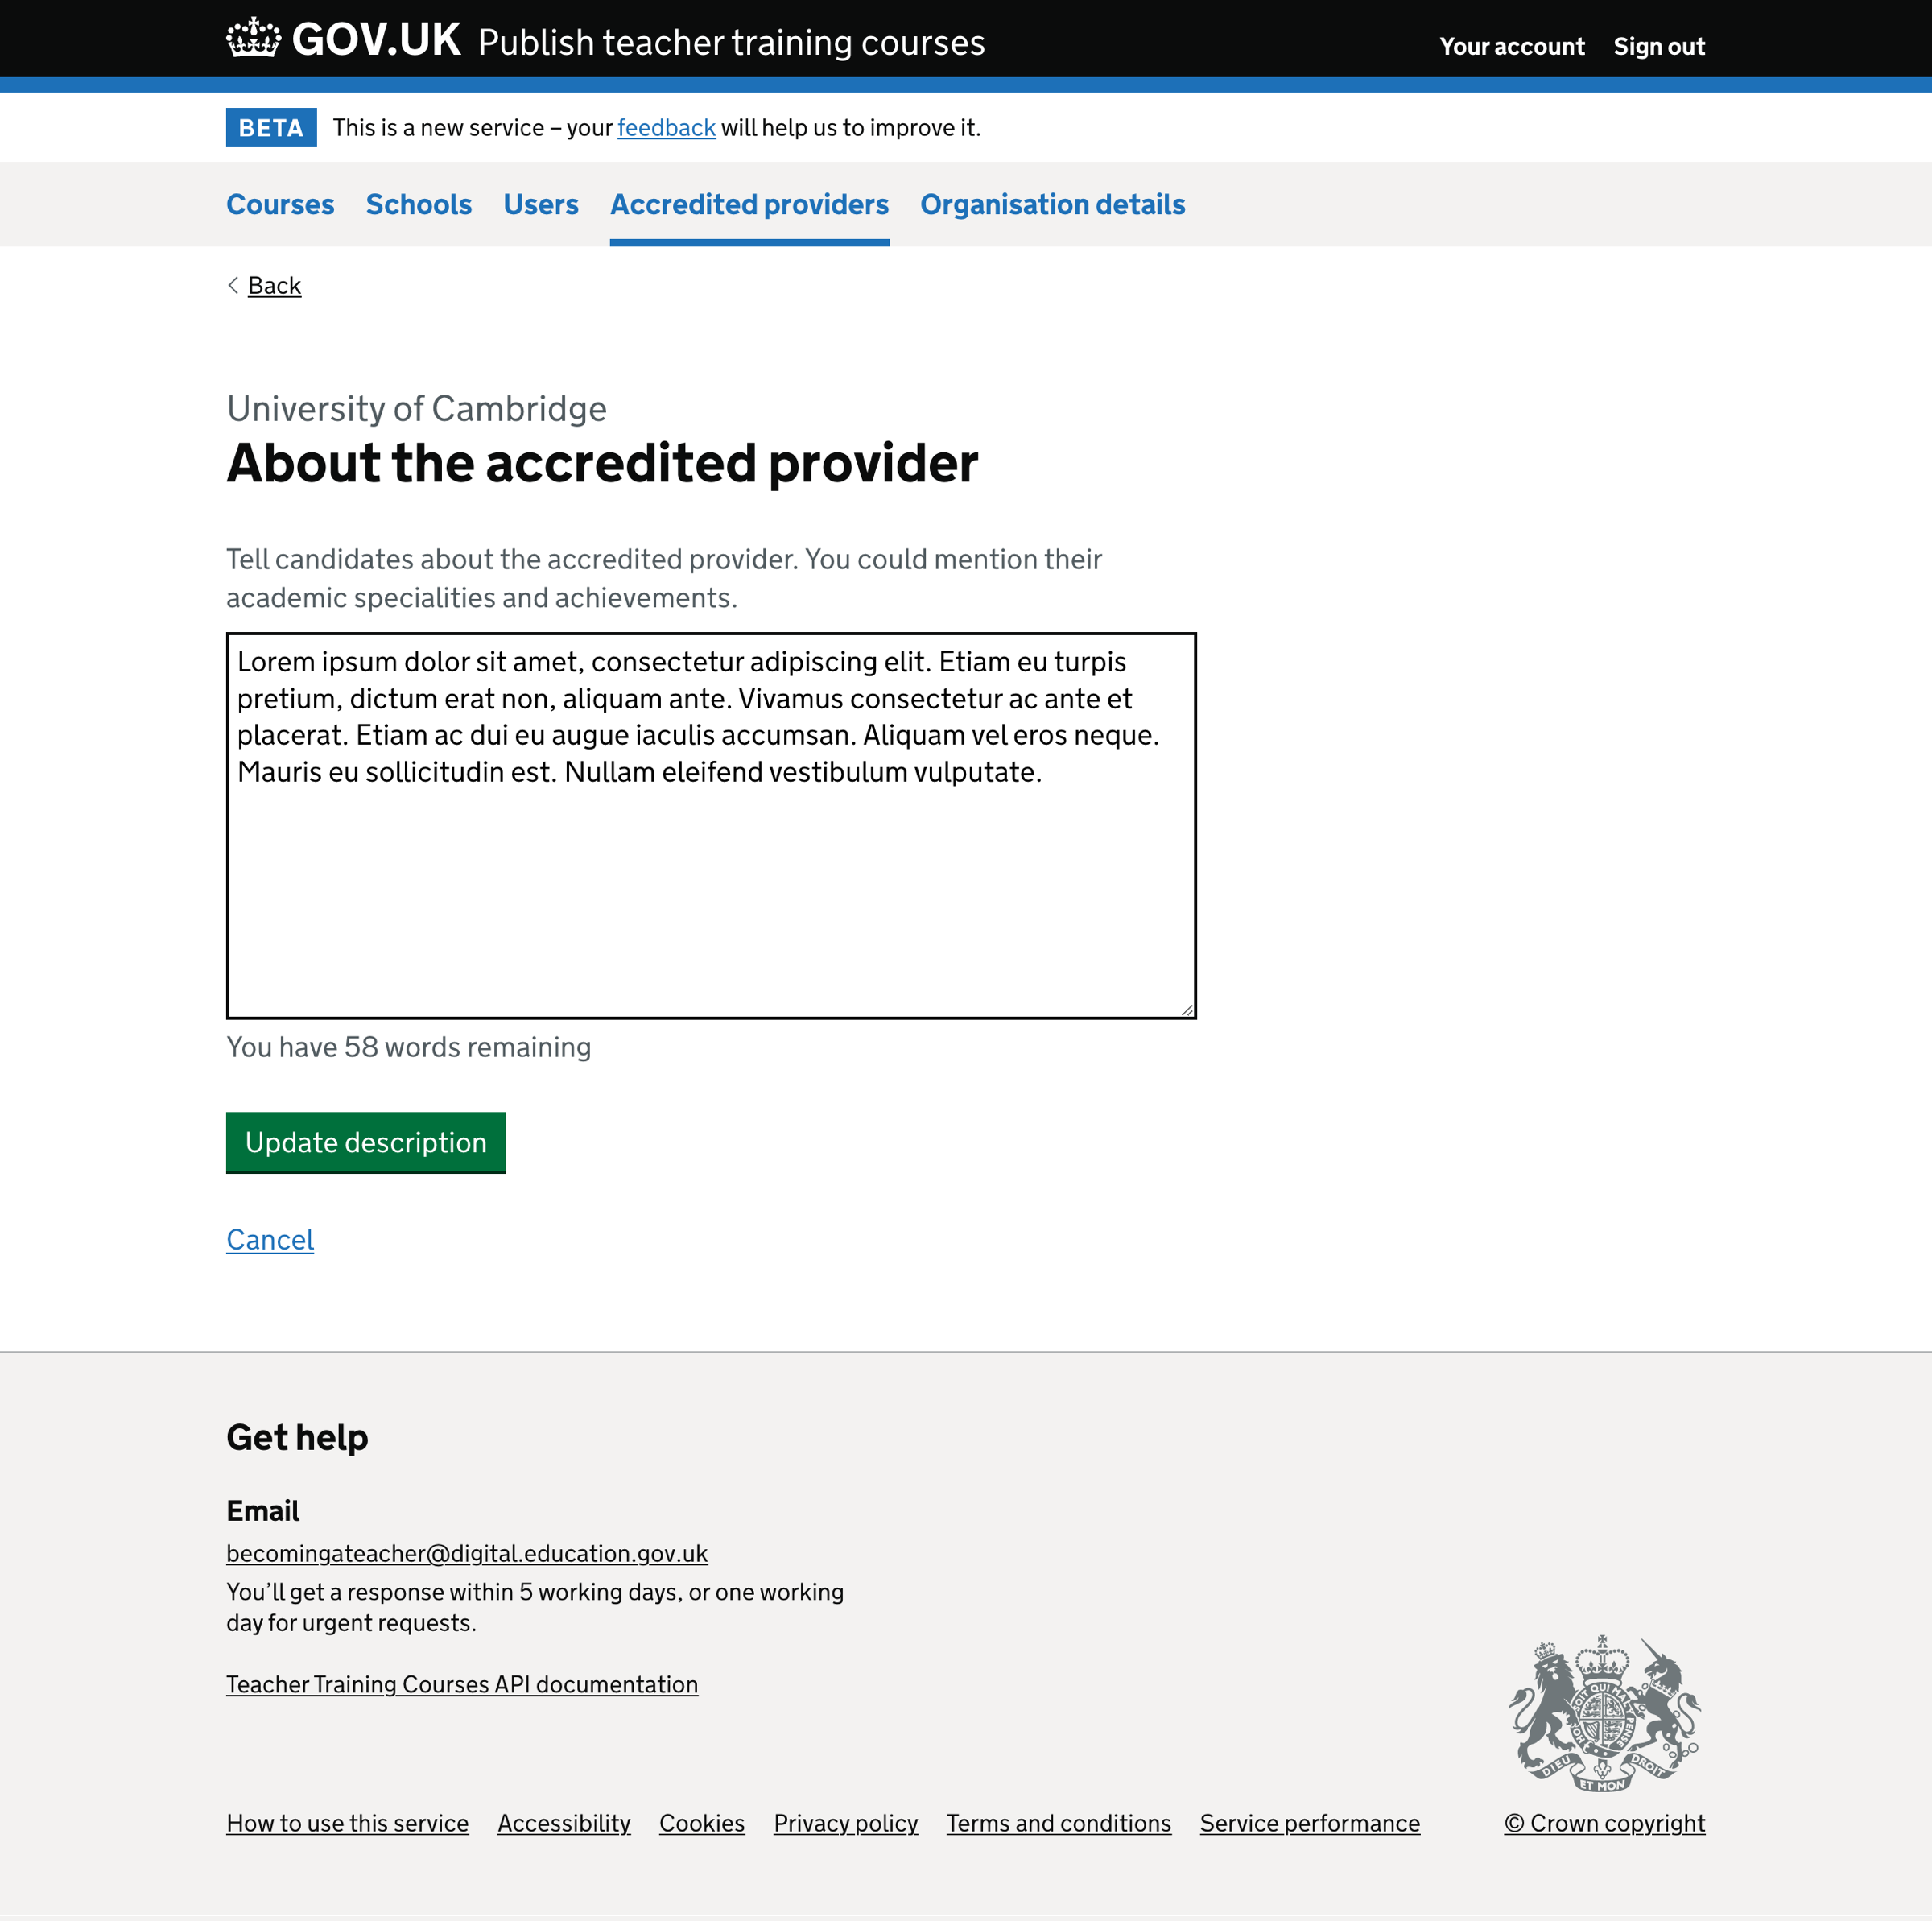 GOV.UK Publish teacher training courses Your account Sign out
BETA This is a new service – your feedback will help us to improve it.
Courses Schools Users Accredited providers Organisation details
Back
University of Cambridge
About the accredited provider
Tell candidates about the accredited provider. You could mention their
academic specialities and achievements.
Lorem ipsum dolor sit amet, consectetur adipiscing elit. Etiam eu turpis
pretium, dictum erat non, aliquam ante. Vivamus consectetur ac ante et
placerat. Etiam ac dui eu augue iaculis accumsan. Aliquam vel eros neque.
Mauris eu sollicitudin est. Nullam eleifend vestibulum vulputate.
You have 58 words remaining
Update description
Cancel
Get help
Email
becomingateacher@digital.education.gov.uk
You’ll get a response within 5 working days, or one working
day for urgent requests.
Teacher Training Courses API documentation
DIEU ET MON DROIT
How to use this service Accessibility Cookies Privacy policy Terms and conditions Service performance © Crown copyright